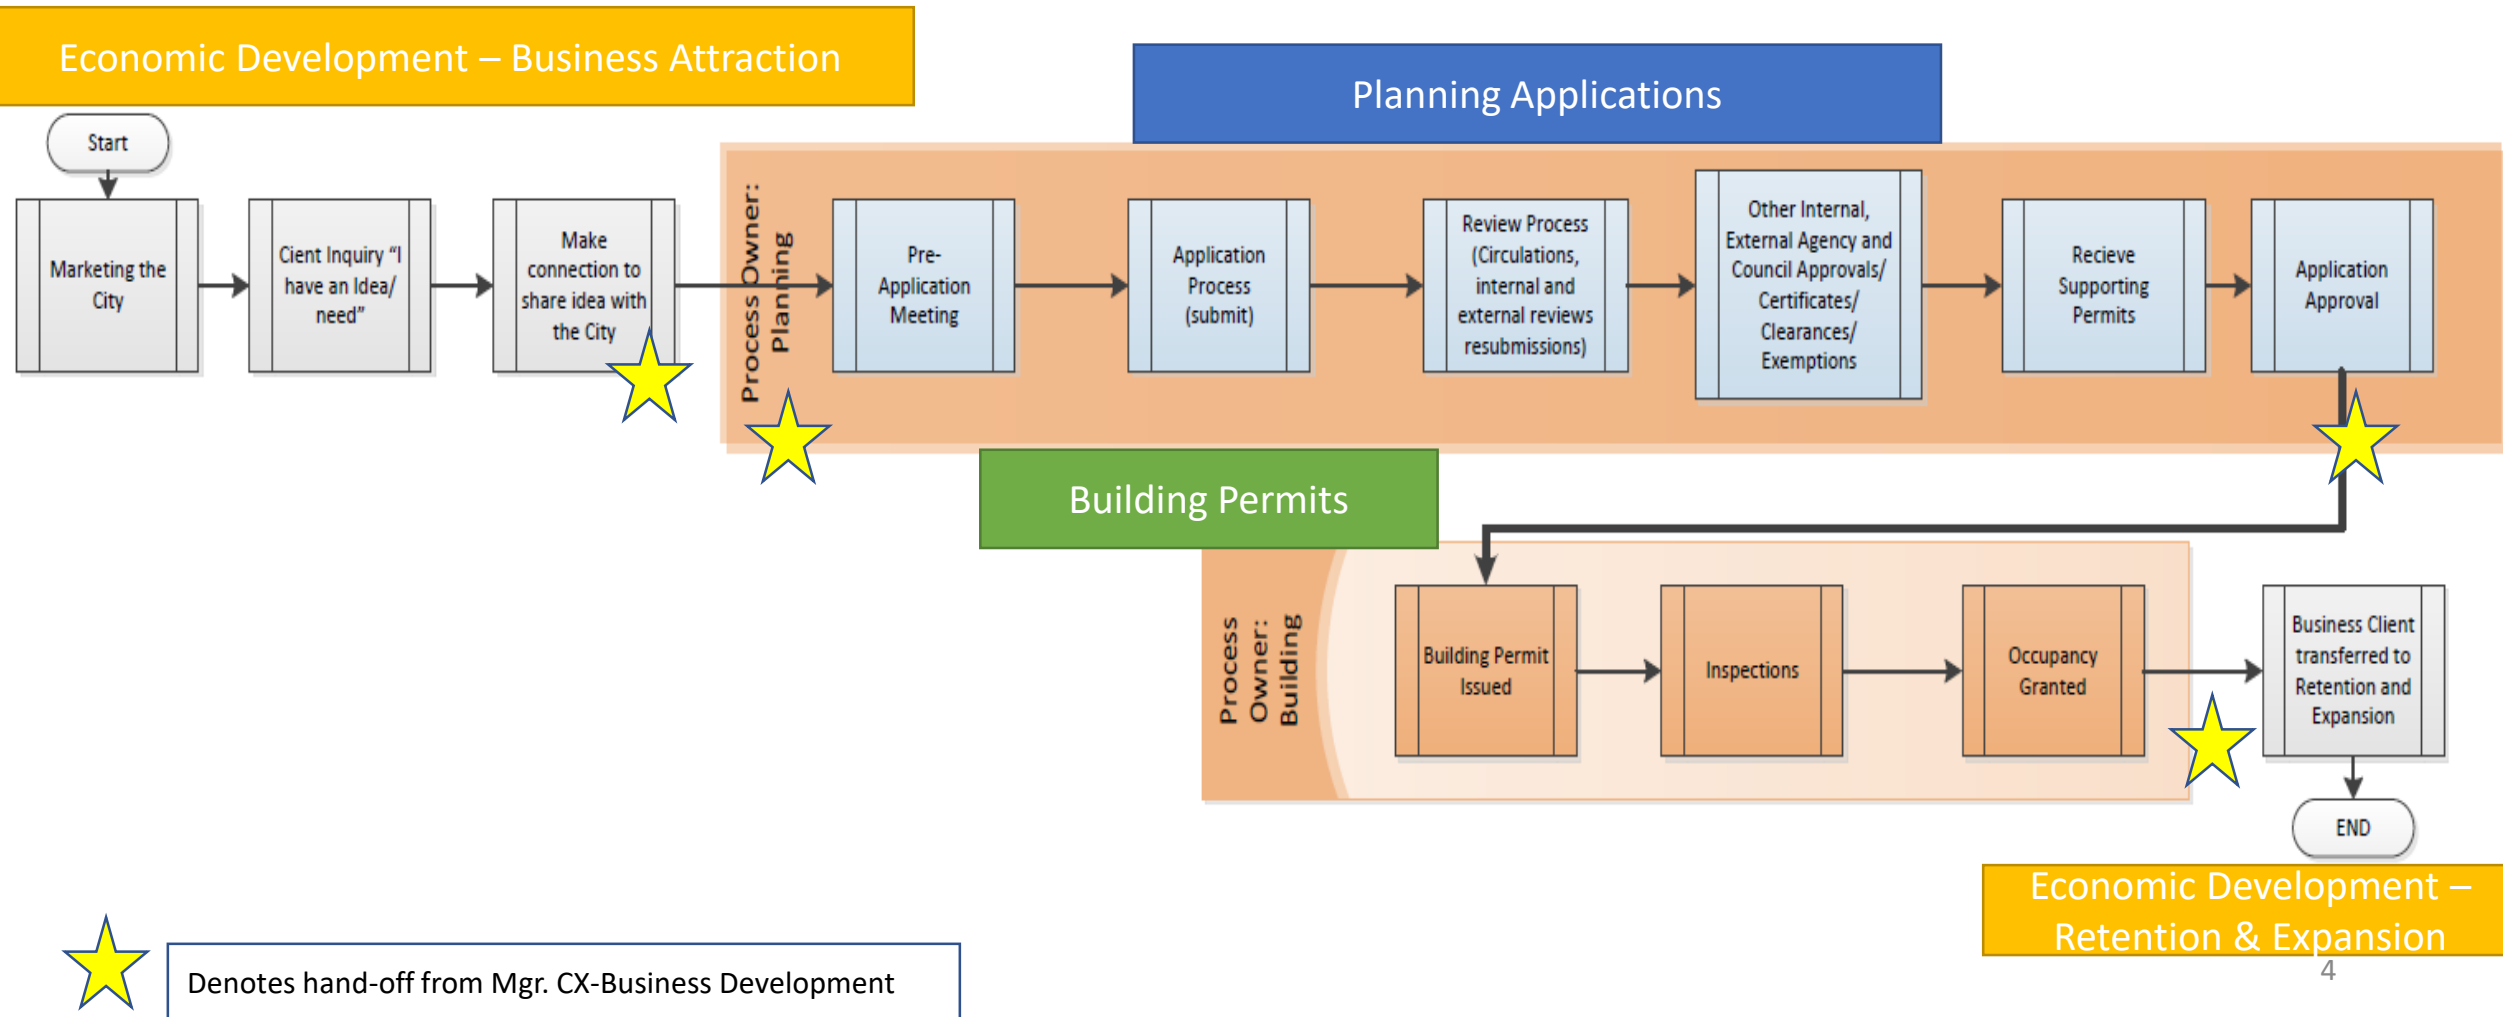 Economic Development – Business Attraction
Planning Applications
Start
Marketing the
City
Cient Inquiry “I
have an Idea/
need”
Make
connection to
share idea with
the City
Process Owner:
Planning
Pre-
Application
Meeting
Application
Process
(submit)
Review Process
(Circulations,
internal and
external reviews
resubmissions)
Other Internal,
External Agency and
Council Approvals/
Certificates/
Clearances/
Exemptions
Recieve
Supporting
Permits
Application
Approval
Building Permits
Process
Owner:
Building
Building Permit
Issued
Inspections
Occupancy
Granted
Business Client
transferred to
Retention and
Expansion
END
Economic Development –
Retention & Expansion
4
Denotes hand-off from Mgr. CX-Business Development